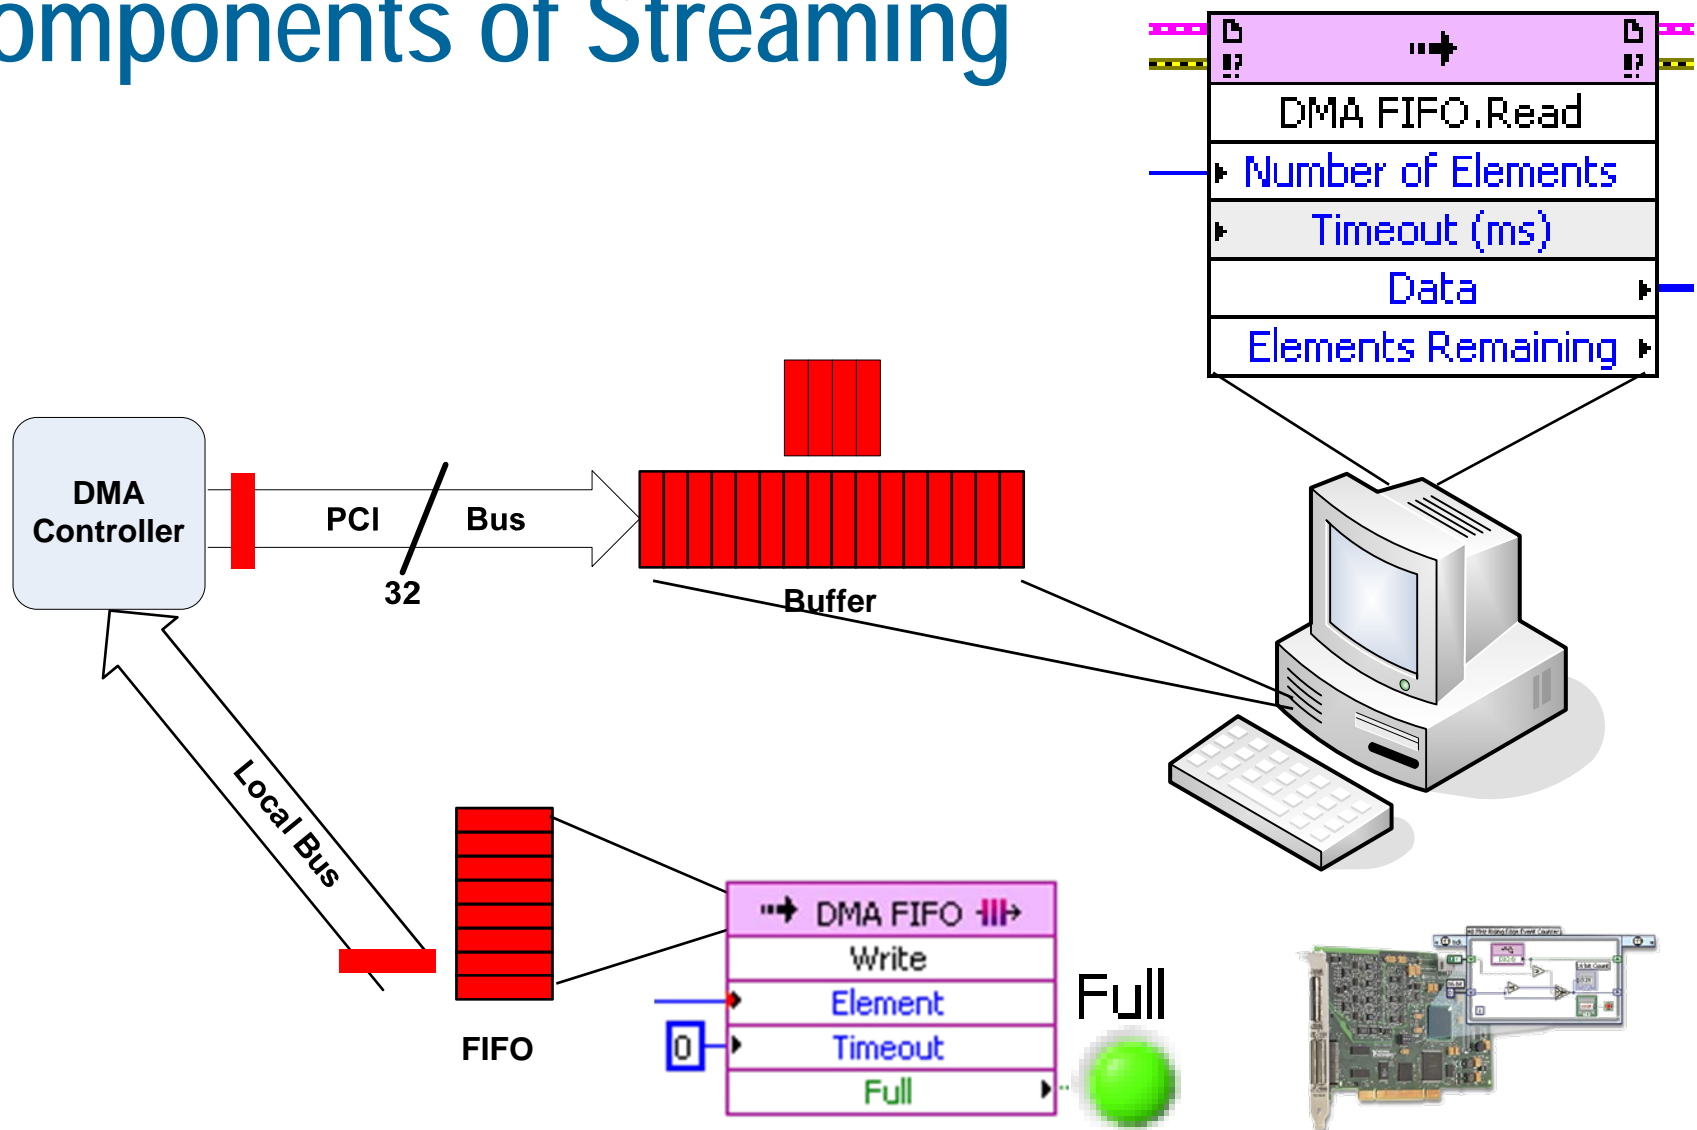 omponents of Streaming
DMA FIFO.Read
Number of Elements
Timeout (ms)
Data
Elements Remaining
DMA
Controller
PCI Bus
32
Buffer
Local Bus
FIFO
DMA FIFO
Write
Element
0 Timeout
Full
Full